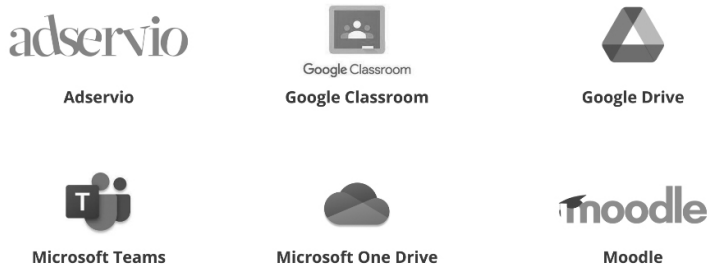 adservio
Google Classroom
Adservio
Google Classroom
Google Drive
T
moodle
Microsoft Teams
Microsoft One Drive
Moodle